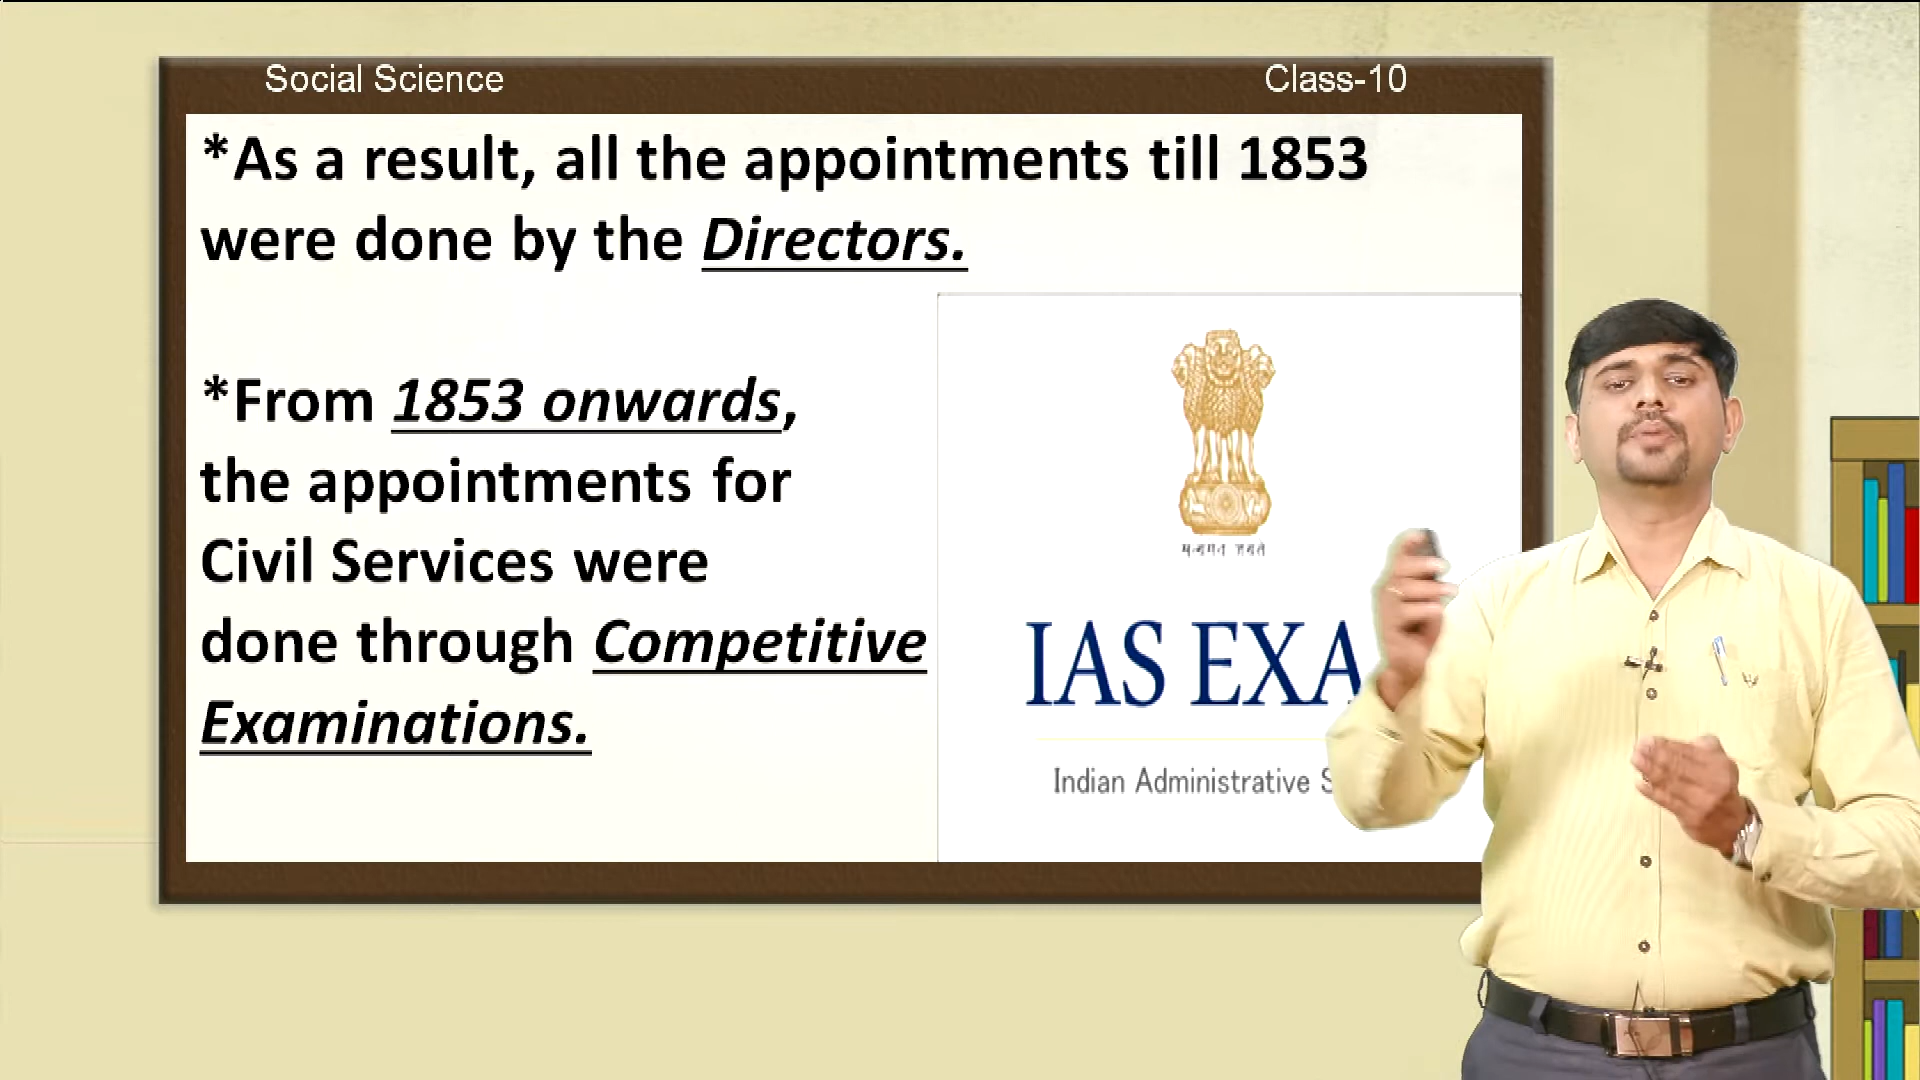 Social Science
Class-10
*As a result, all the appointments till 1853
were done by the Directors.
*From 1853 onwards,
the appointments for
Civil Services were
done through Competitive
Examinations.
IAS EXA
Indian Administrative S